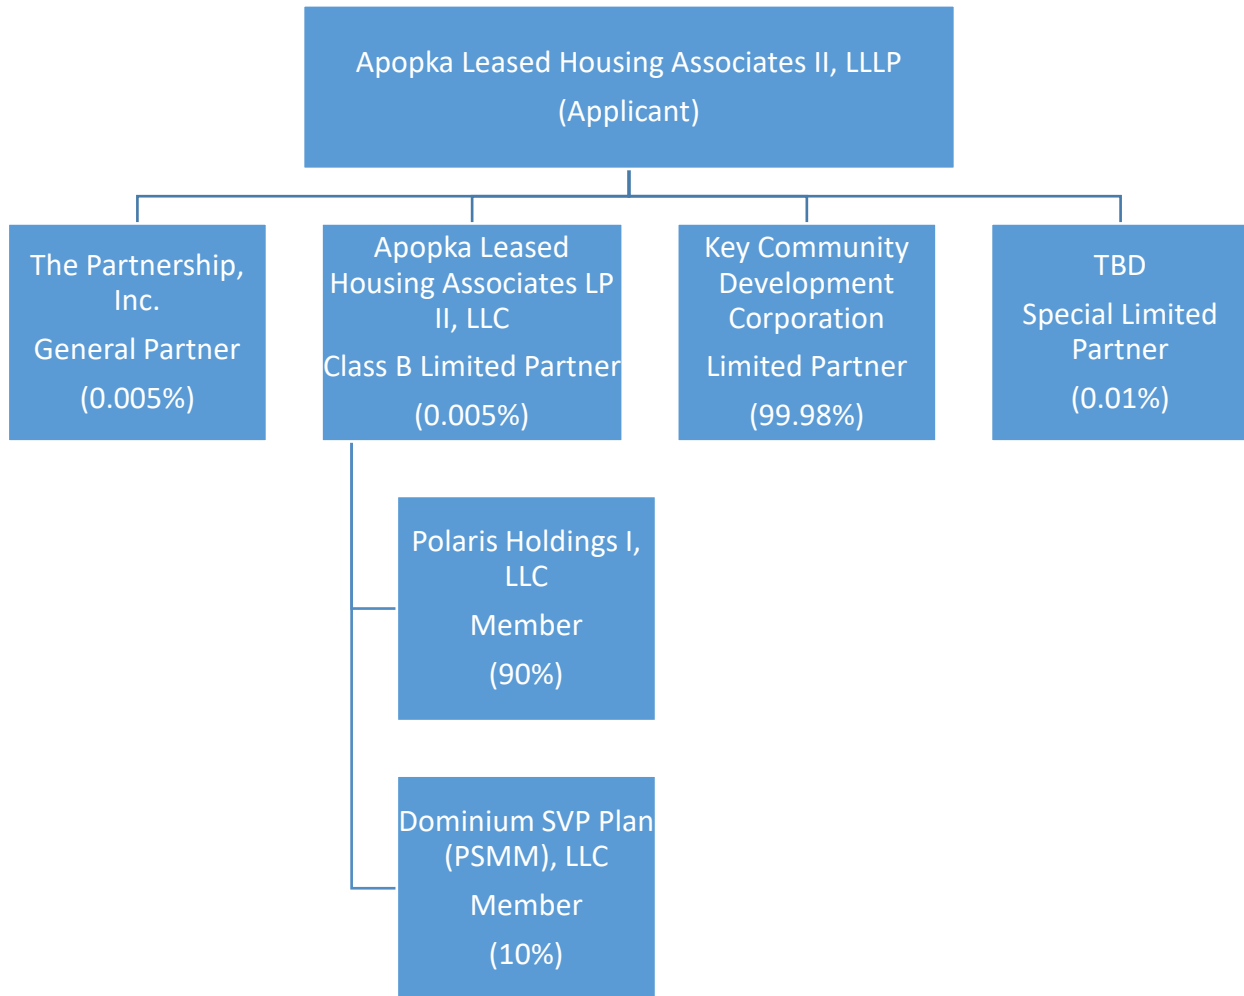 Apopka Leased Housing Associates II, LLLP
(Applicant)
The Partnership,
Inc.
General Partner
(0.005%)
Apopka Leased
Housing Associates LP
II, LLC
Class B Limited Partner
(0.005%)
Key Community
Development
Corporation
Limited Partner
(99.98%)
TBD
Special Limited
Partner
(0.01%)
Polaris Holdings I,
LLC
Member
(90%)
Dominium SVP Plan
(PSMM), LLC
Member
(10%)